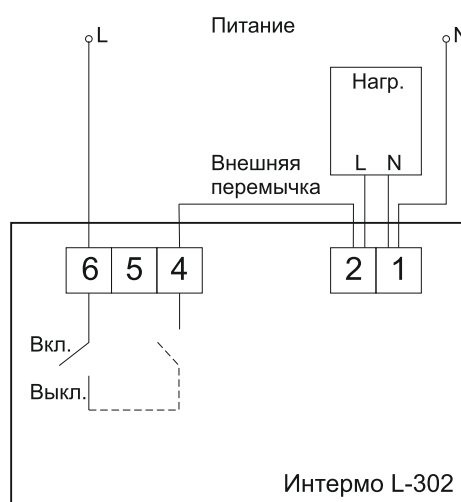 L
Питание
N
Нагр.
L N
Внешняя
перемычка
6 5 4 2 1
Вкл.
Выкл.
Интермо L-302